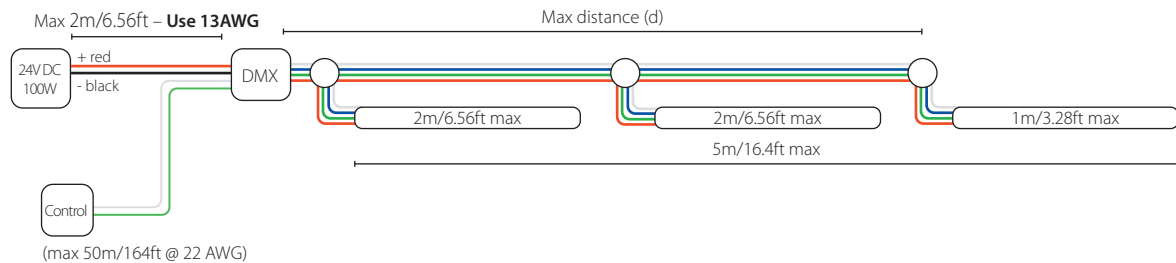 Max 2m/6.56ft – Use 13AWG
Max distance (d)
24V DC
100W
+ red
- black
DMX
2m/6.56ft max
2m/6.56ft max
1m/3.28ft max
5m/16.4ft max
Control
(max 50m/164ft @ 22 AWG)